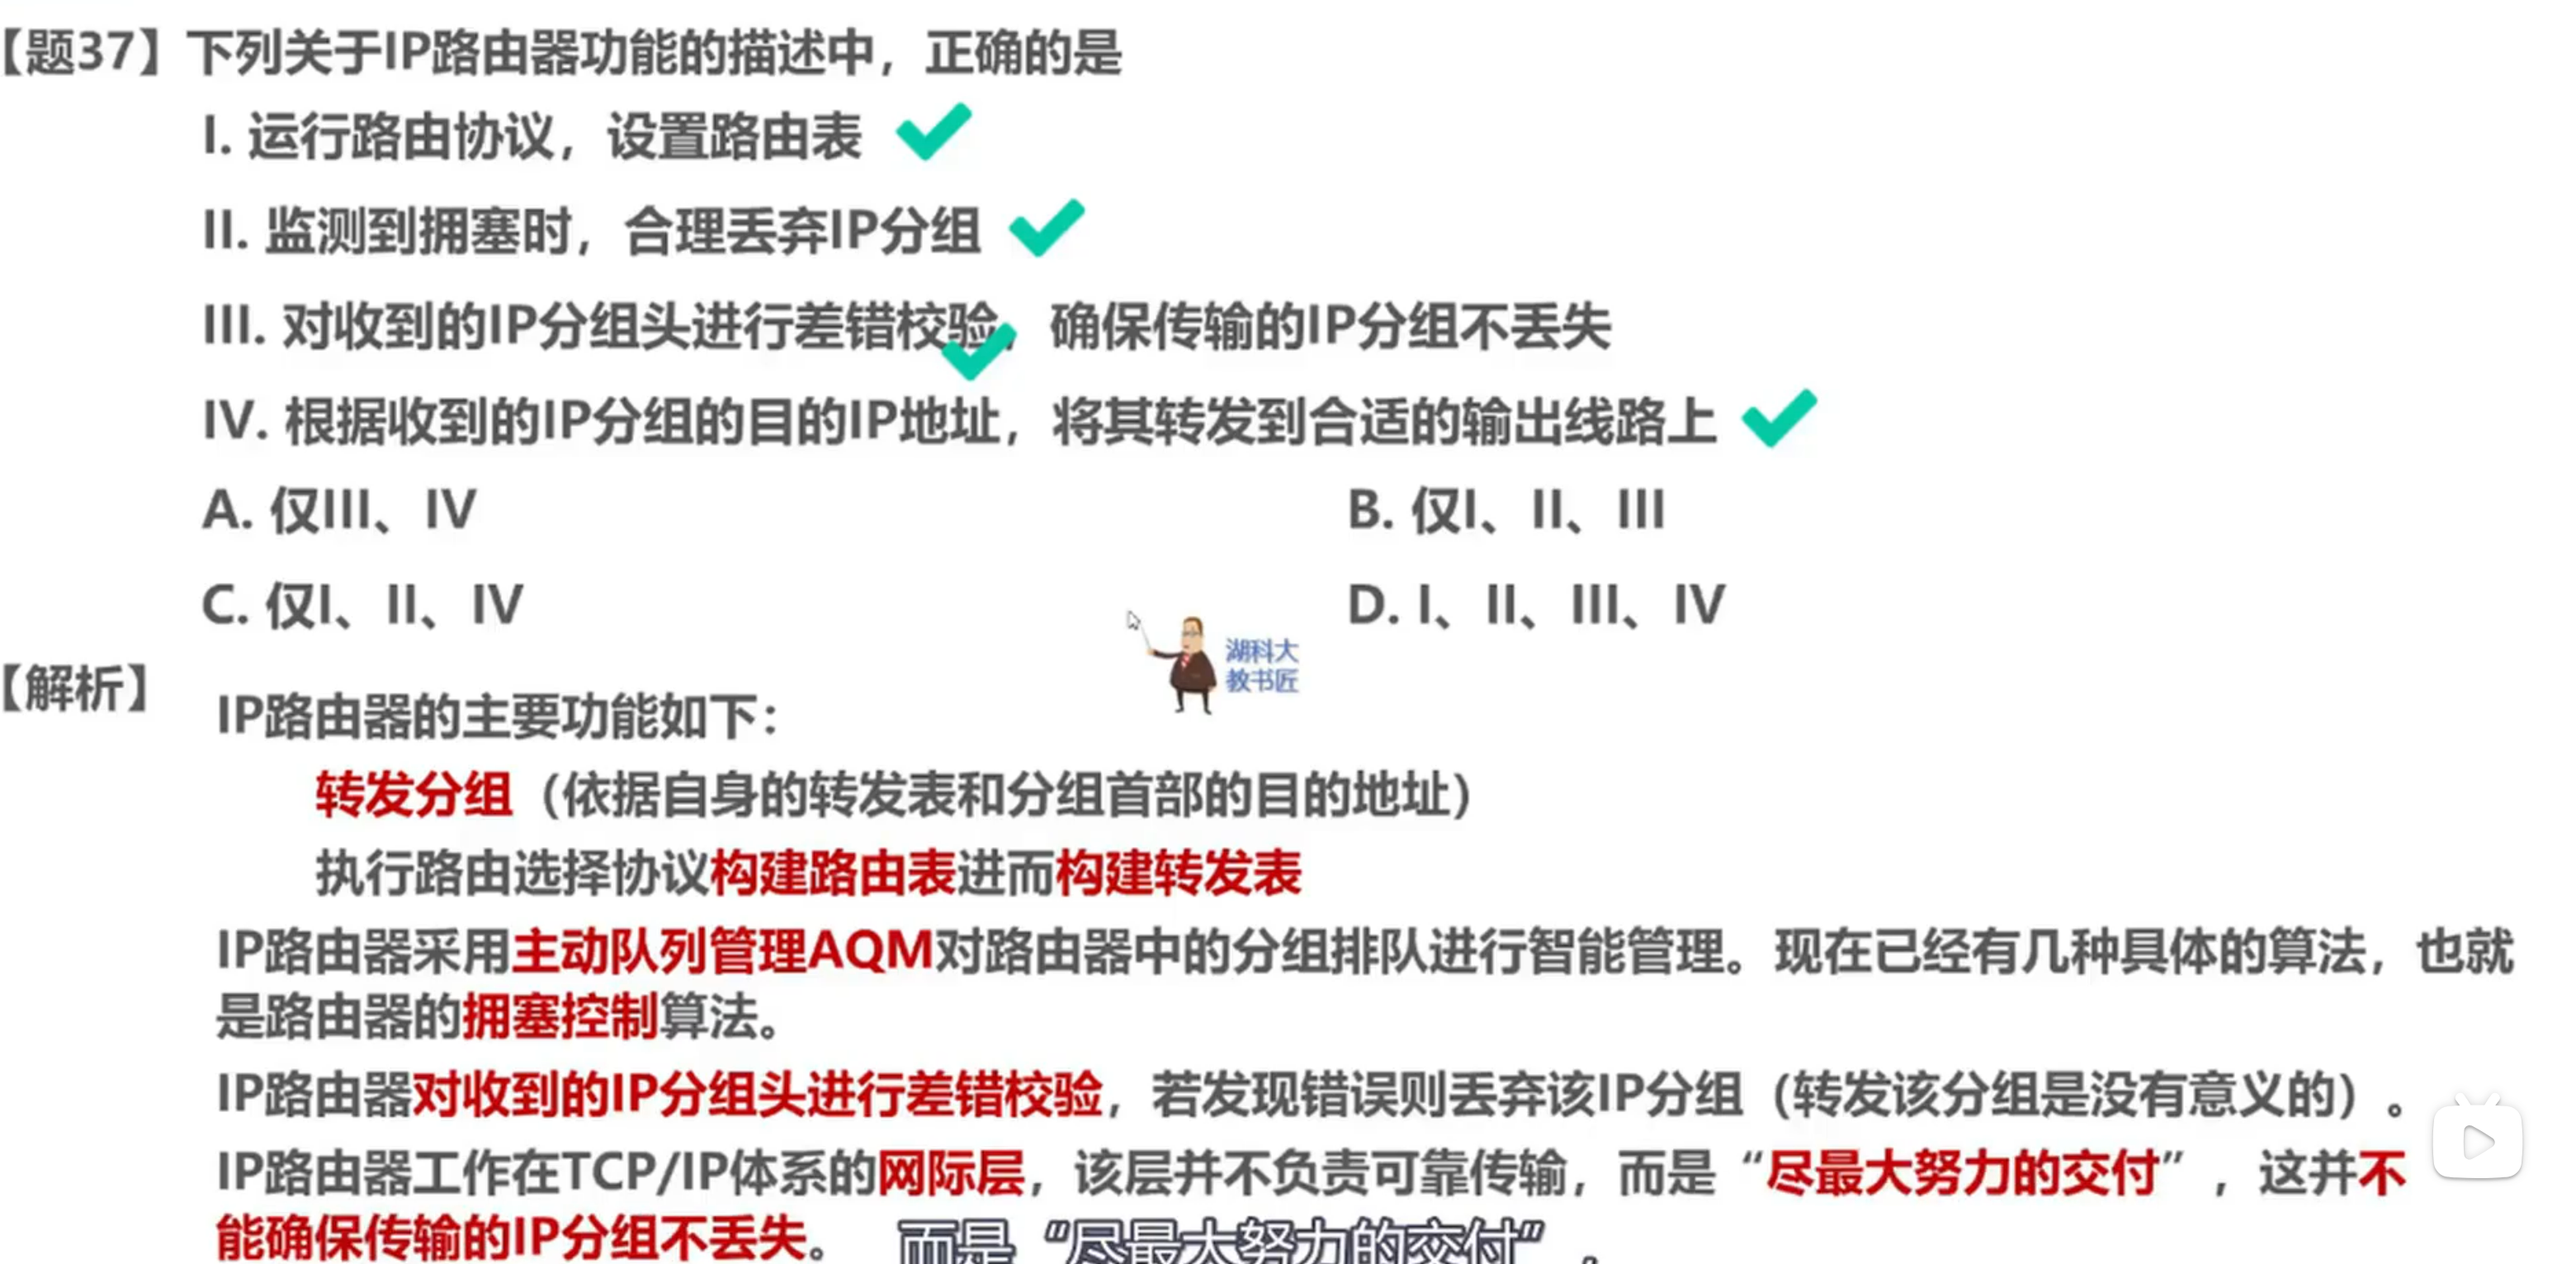 【题37】下列关于IP路由器功能的描述中，正确的是
I. 运行路由协议，设置路由表
II. 监测到拥塞时，合理丢弃IP分组
III. 对收到的IP分组头进行差错校验，确保传输的IP分组不丢失
IV. 根据收到的IP分组的目的IP地址，将其转发到合适的输出线路上
A. 仅III、IV
B. 仅I、II、III
C. 仅I、II、IV
D. I、II、III、IV
湖科大
教书匠
【解析】
IP路由器的主要功能如下：
转发分组（依据自身的转发表和分组首部的目的地址）
执行路由选择协议构建路由表进而构建转发表
IP路由器采用主动队列管理AQM对路由器中的分组排队进行智能管理。现在已经有几种具体的算法，也就
是路由器的拥塞控制算法。
IP路由器对收到的IP分组头进行差错校验，若发现错误则丢弃该IP分组（转发该分组是没有意义的）。
IP路由器工作在TCP/IP体系的网际层，该层并不负责可靠传输，而是“尽最大努力的交付”，这并不
能确保传输的IP分组不丢失。
而是“尽最大努力的交付”，